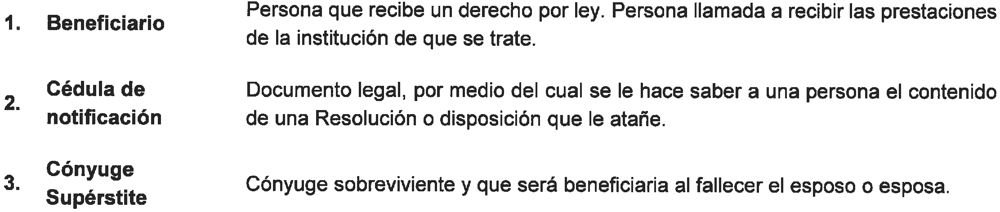 1. Beneficiario
Persona que recibe un derecho por ley. Persona llamada a recibir las prestaciones
de la institución de que se trate.
2. Cédula de
notificación
Documento legal, por medio del cual se le hace saber a una persona el contenido
de una Resolución o disposición que le atañe.
3. Cónyuge
Supérstite
Cónyuge sobreviviente y que será beneficiaria al fallecer el esposo o esposa.